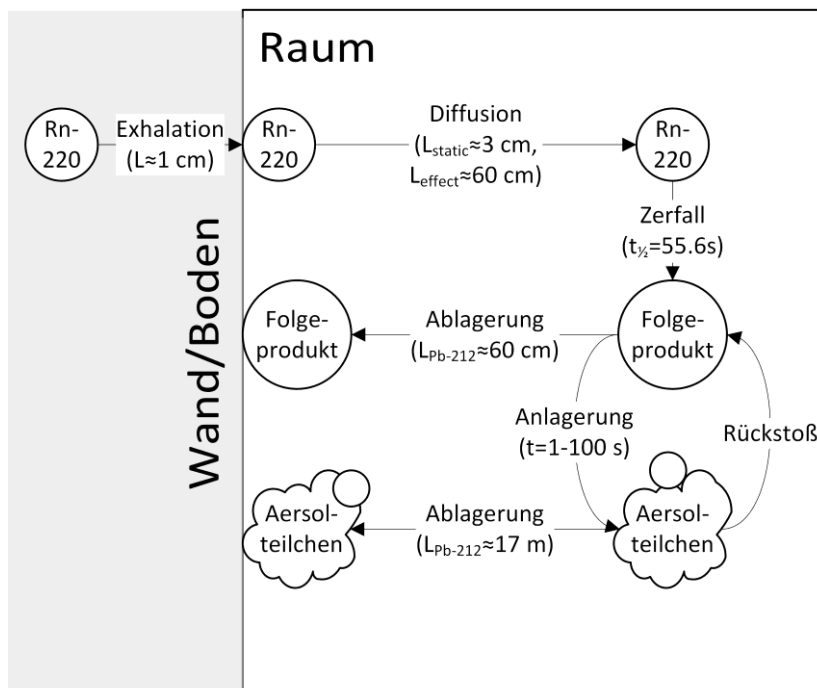 Raum
Rn-
220
Exhalation
(L≈1 cm)
Rn-
220
Diffusion
(Lstatic≈3 cm,
Leffect≈60 cm)
Rn-
220
Zerfall
(t½=55.6s)
Wand/Boden
Folge-
produkt
Ablagerung
(LPb-212≈60 cm)
Folge-
produkt
Anlagerung
(t=1-100 s)
Rückstoß
Aersol-
teilchen
Ablagerung
(LPb-212≈17 m)
Aersol-
teilchen